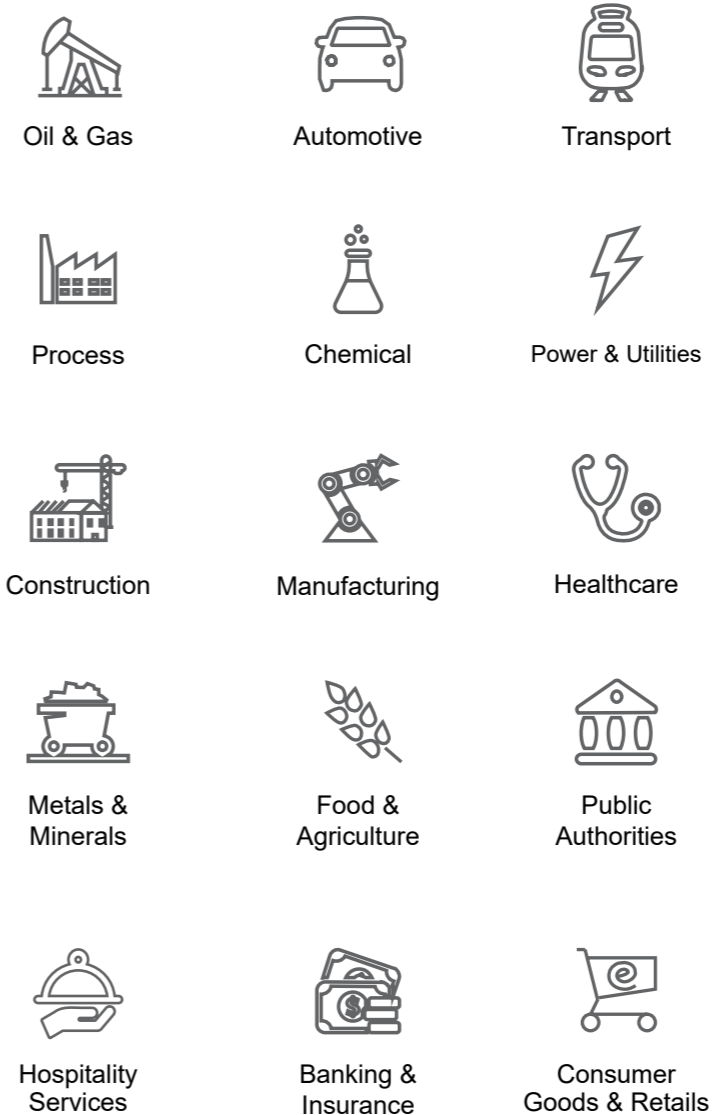 Oil & Gas
Automotive
Transport
Process
Chemical
Power & Utilities
Construction
Manufacturing
Healthcare
Metals &
Minerals
Food &
Agriculture
Public
Authorities
Hospitality
Services
Banking &
Insurance
Consumer
Goods & Retails